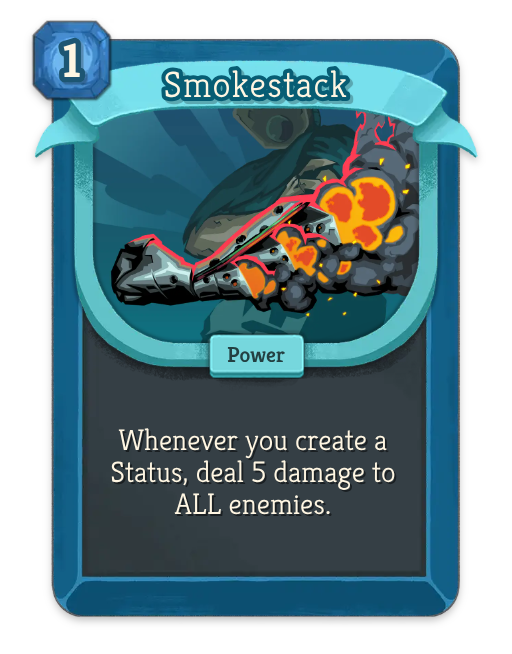 1
Smokestack
Power
Whenever you create a
Status, deal 5 damage to
ALL enemies.